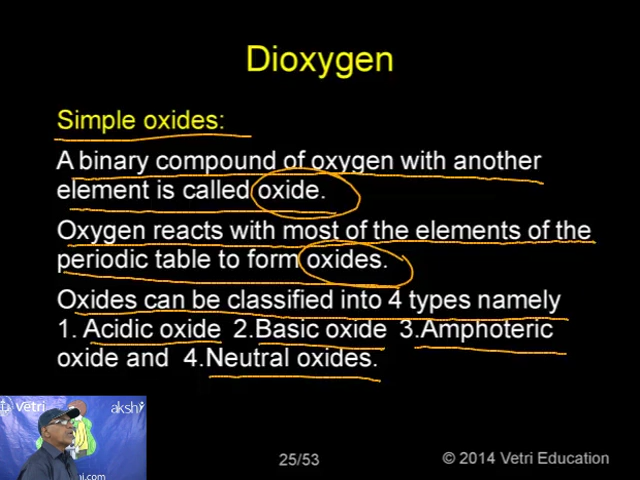 Dioxygen
Simple oxides:
A binary compound of oxygen with another
element is called oxide.
Oxygen reacts with most of the elements of the
periodic table to form oxides.
Oxides can be classified into 4 types namely
1. Acidic oxide 2.Basic oxide 3.Amphoteric
oxide and 4.Neutral oxides.
vetri akshi
25/53 © 2014 Vetri Education